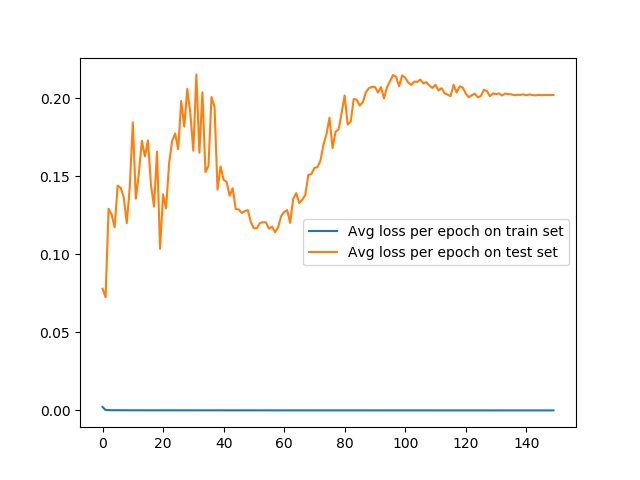 0.20
0.15
0.10
0.05
0.00
Avg loss per epoch on train set
Avg loss per epoch on test set
0 20 40 60 80 100 120 140